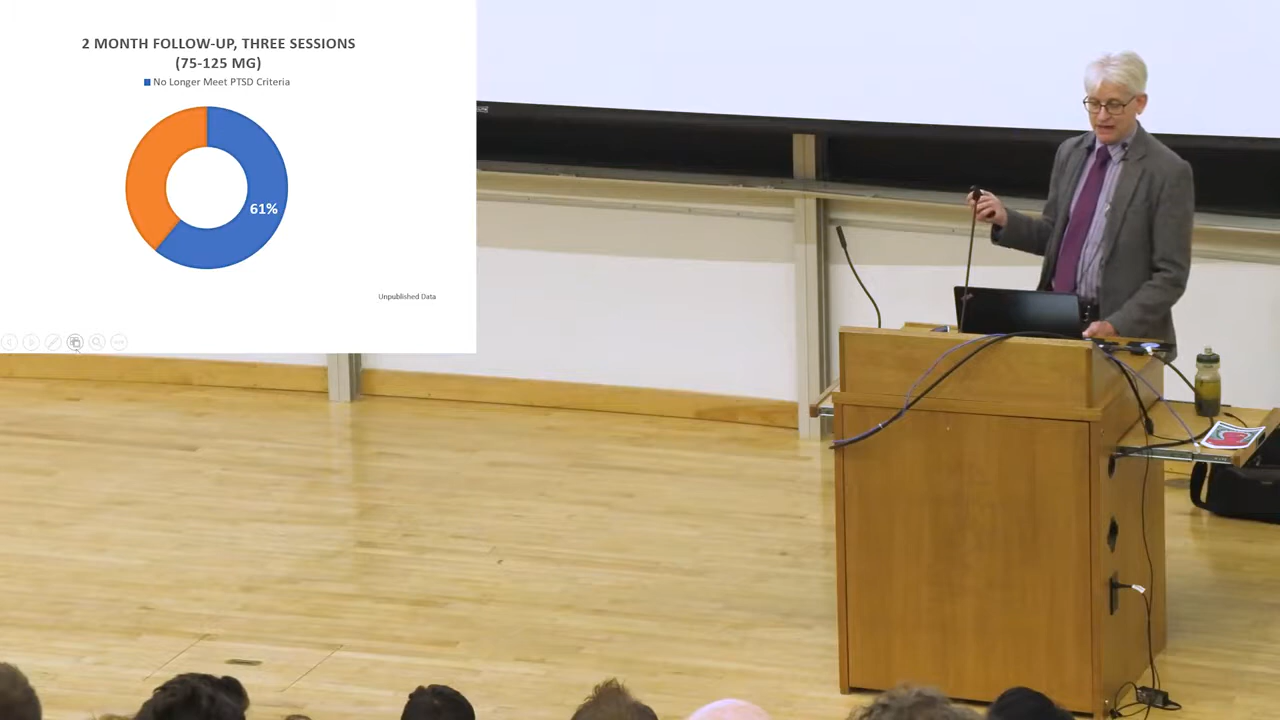 2 MONTH FOLLOW-UP, THREE SESSIONS
(75-125 MG)
No Longer Meet PTSD Criteria
61%
Unpublished Data